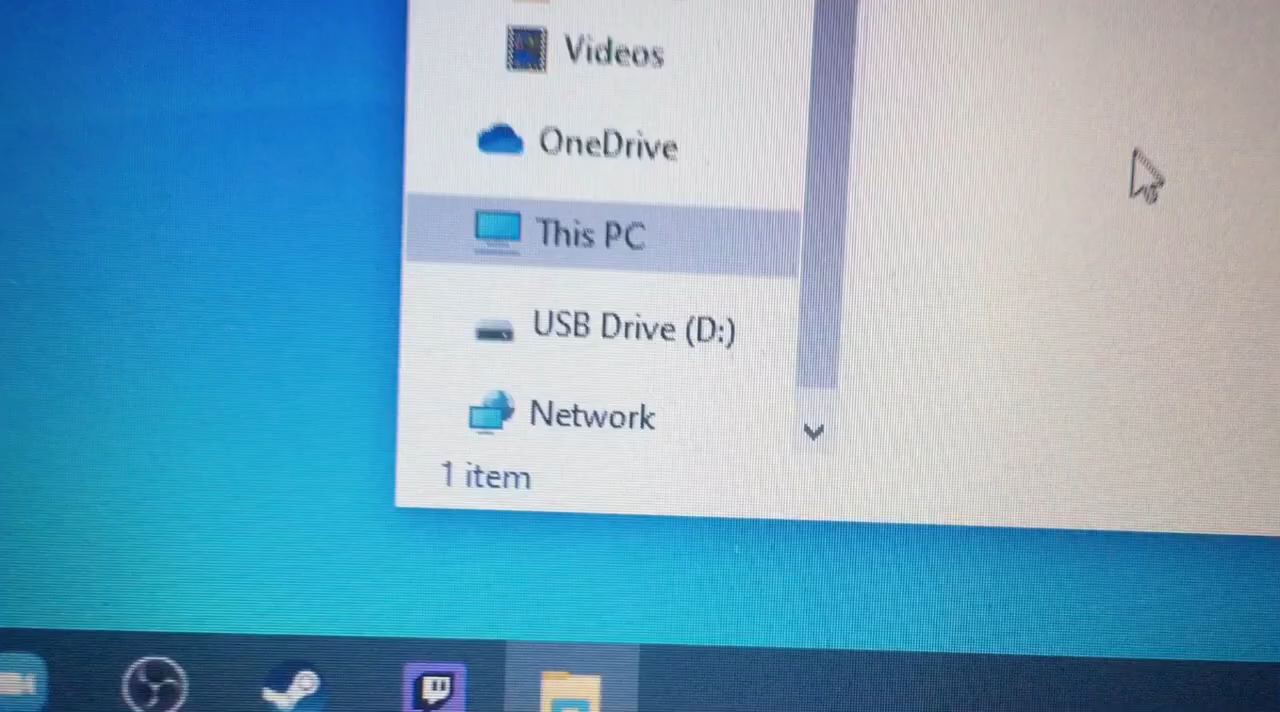 Videos
OneDrive
This PC
USB Drive (D:)
Network
1 item